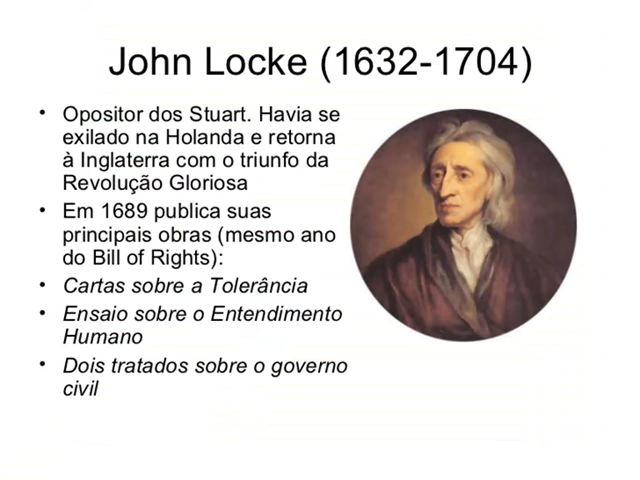 John Locke (1632-1704)
• Opositor dos Stuart. Havia se
exilado na Holanda e retorna
à Inglaterra com o triunfo da
Revolução Gloriosa
• Em 1689 publica suas
principais obras (mesmo ano
do Bill of Rights):
• Cartas sobre a Tolerância
• Ensaio sobre o Entendimento
Humano
• Dois tratados sobre o governo
civil